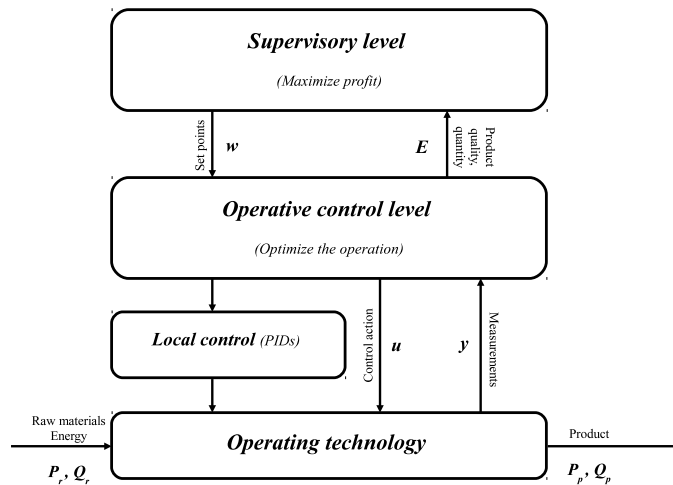 Supervisory level
(Maximize profit)
Set points
w
E
Product
quality,
quantity
Operative control level
(Optimize the operation)
Local control (PIDs)
Control action
u
y
Measurements
Raw materials
Energy
Operating technology
Product
Pr, Qr
Pp, Qp